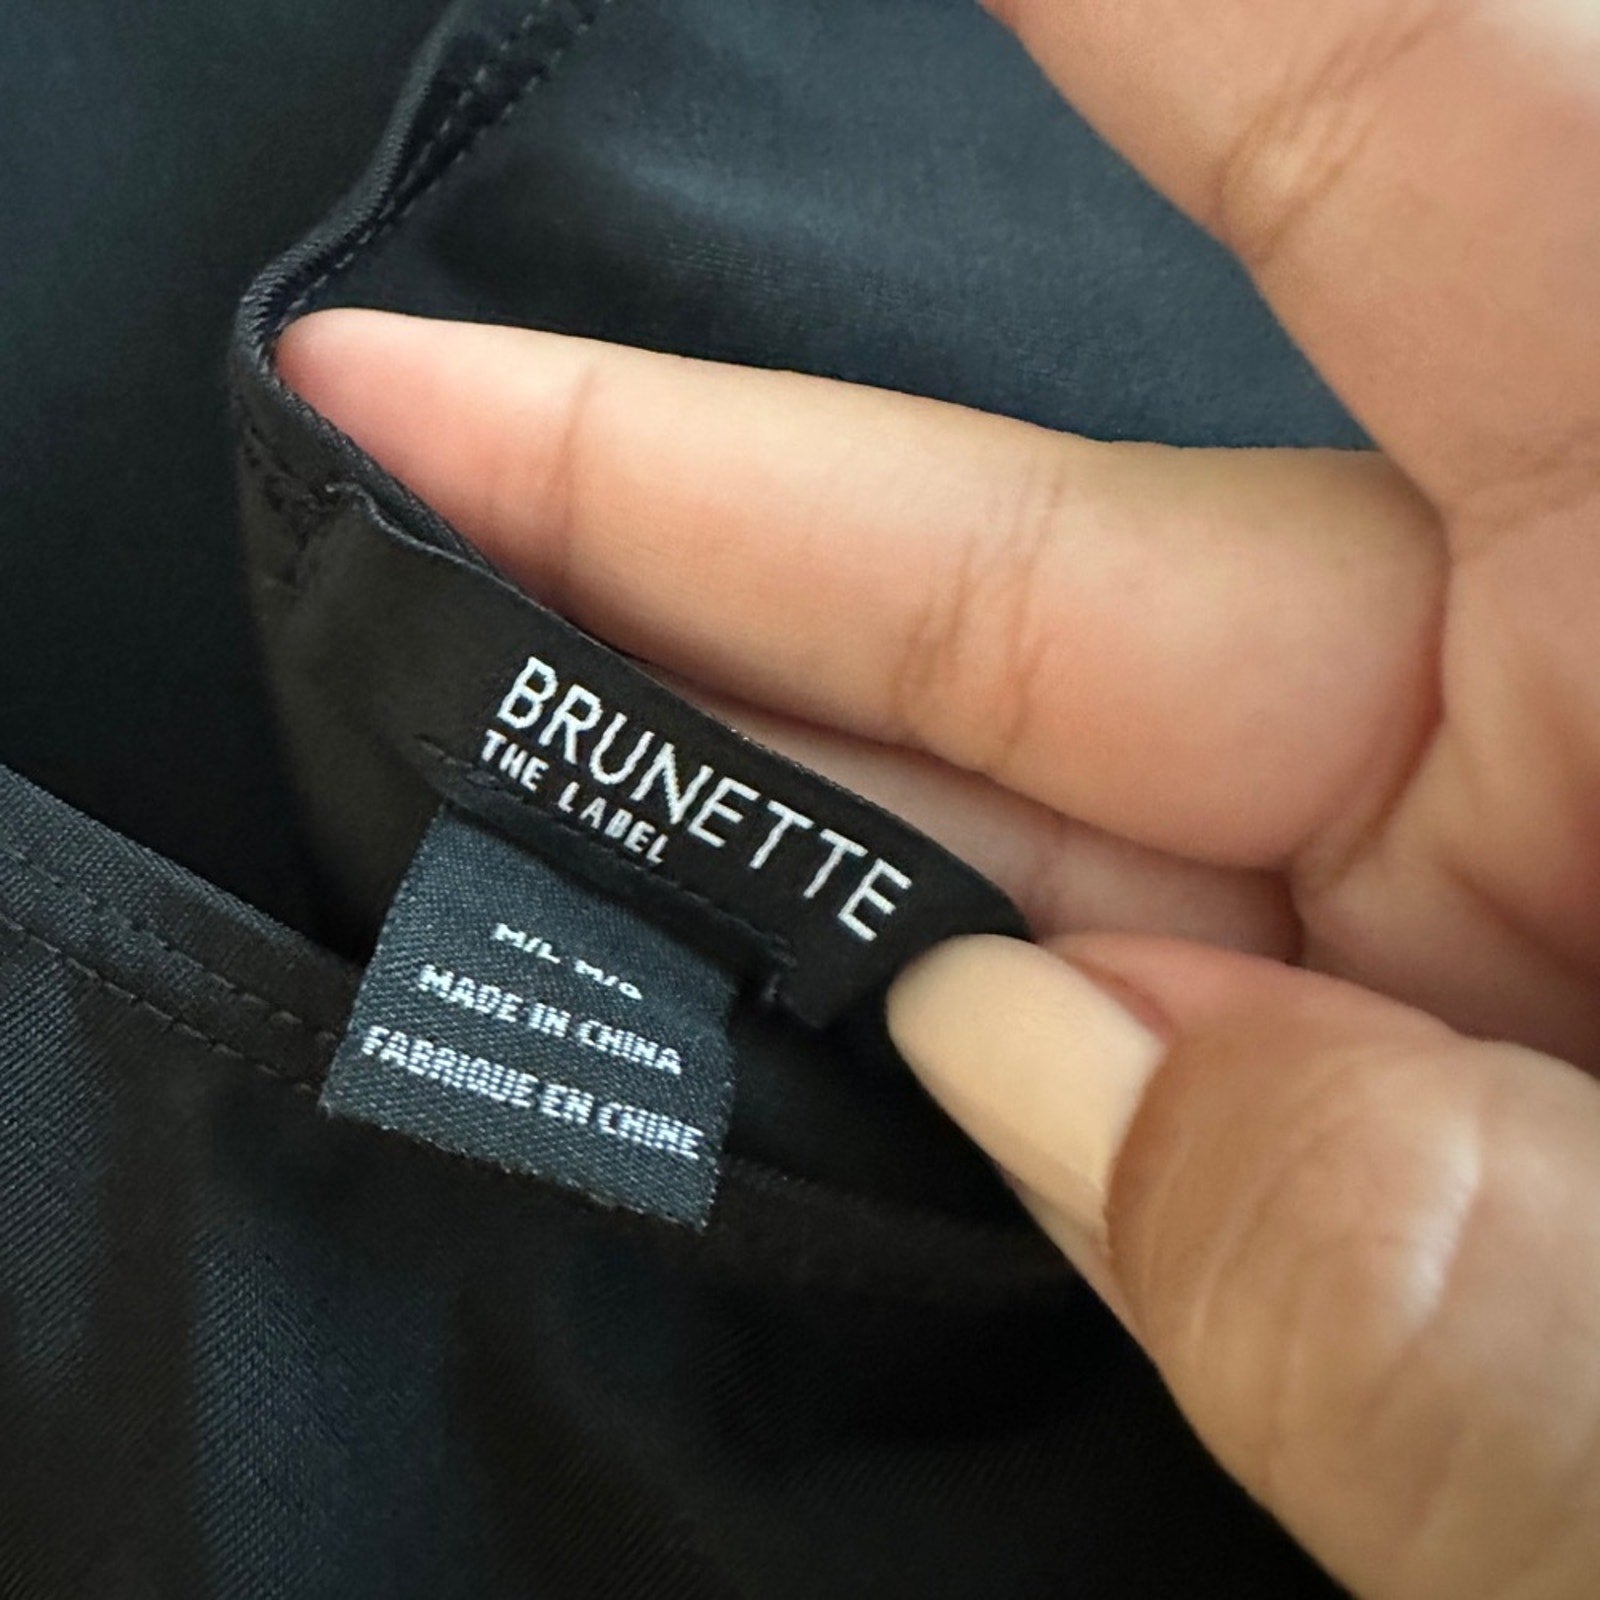 BRUNETTE
THE LABEL
M/L M/G
MADE IN CHINA
FABRIQUE EN CHINE